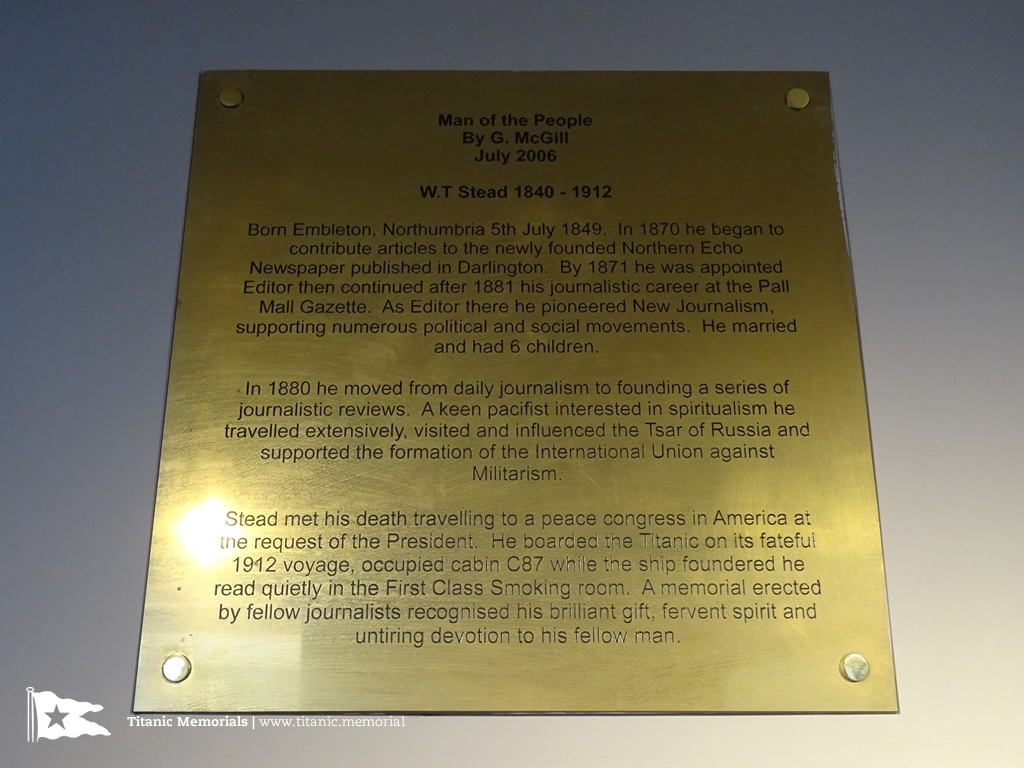 Man of the People
By G. McGill
July 2006
W.T Stead 1840 - 1912
Born Embleton, Northumbria 5th July 1849. In 1870 he began to
contribute articles to the newly founded Northern Echo
Newspaper published in Darlington. By 1871 he was appointed
Editor then continued after 1881 his journalistic career at the Pall
Mall Gazette. As Editor there he pioneered New Journalism,
supporting numerous political and social movements. He married
and had 6 children.
In 1880 he moved from daily journalism to founding a series of
journalistic reviews. A keen pacifist interested in spiritualism he
travelled extensively, visited and influenced the Tsar of Russia and
supported the formation of the International Union against
Militarism.
Stead met his death travelling to a peace congress in America at
the request of the President. He boarded the Titanic on its fateful
1912 voyage, occupied cabin C87 while the ship foundered he
read quietly in the First Class Smoking room. A memorial erected
by fellow journalists recognised his brilliant gift, fervent spirit and
untiring devotion to his fellow man.
Titanic Memorials | www.titanic.memorial